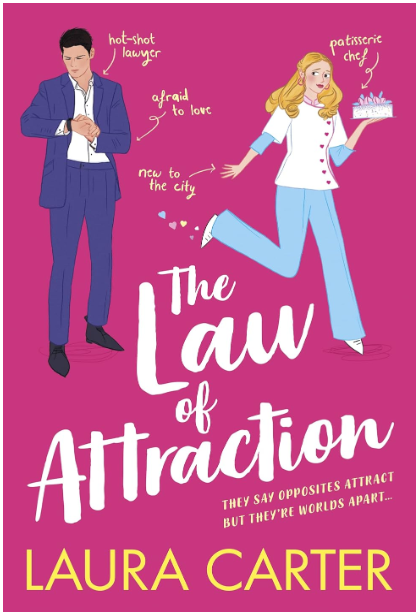 hot-shot
lawyer
patisserie
chef
afraid
to love
new to
the city
The
Law
of
Attraction
THEY SAY OPPOSITES ATTRACT
BUT THEY'RE WORLDS APART...
LAURA CARTER